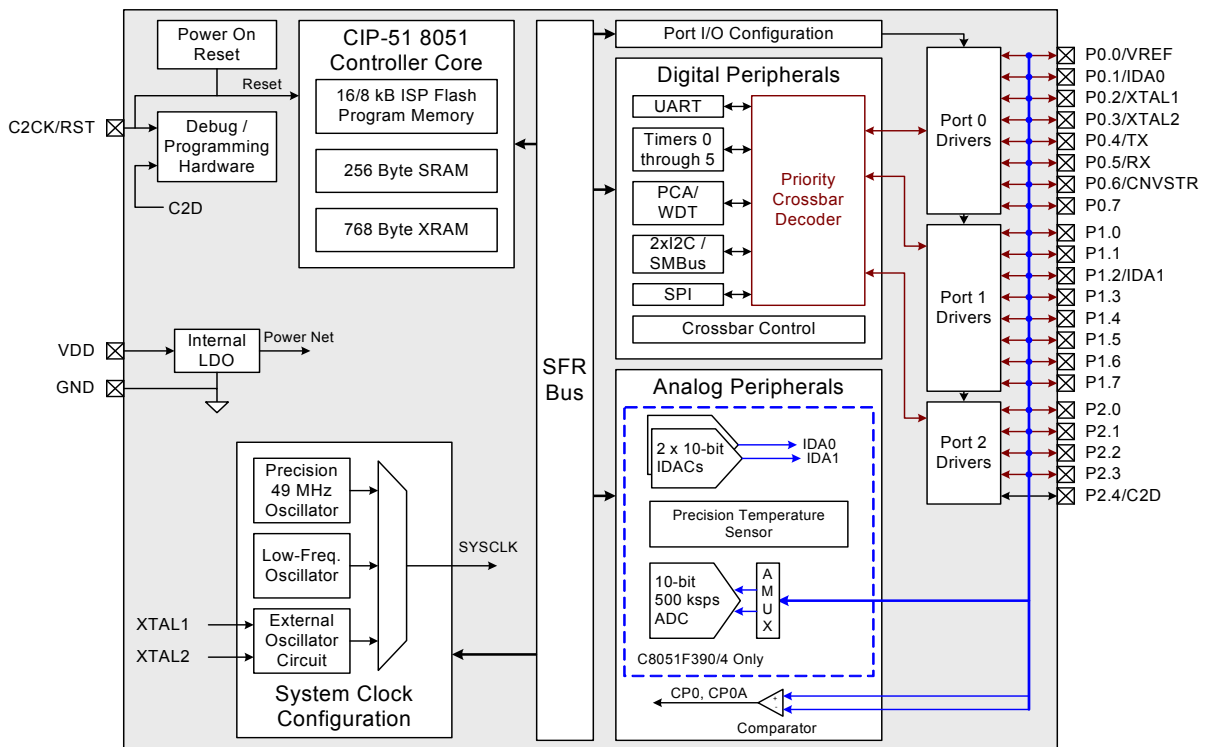 Power On
Reset
Reset
C2CK/RST
Debug /
Programming
Hardware
C2D
CIP-51 8051
Controller Core
16/8 kB ISP Flash
Program Memory
256 Byte SRAM
768 Byte XRAM
VDD
GND
Internal
LDO
Power Net
Precision
49 MHz
Oscillator
Low-Freq.
Oscillator
External
Oscillator
Circuit
XTAL1
XTAL2
SYSCLK
System Clock
Configuration
SFR
Bus
Port I/O Configuration
Digital Peripherals
UART
Timers 0
through 5
PCA/
WDT
2xI2C /
SMBus
SPI
Priority
Crossbar
Decoder
Crossbar Control
Analog Peripherals
2 x 10-bit
IDACs
IDA0
IDA1
Precision Temperature
Sensor
10-bit
500 ksps
ADC
A
M
U
X
C8051F390/4 Only
CP0, CP0A
+
-
Comparator
Port 0
Drivers
Port 1
Drivers
Port 2
Drivers
P0.0/VREF
P0.1/IDA0
P0.2/XTAL1
P0.3/XTAL2
P0.4/TX
P0.5/RX
P0.6/CNVSTR
P0.7
P1.0
P1.1
P1.2/IDA1
P1.3
P1.4
P1.5
P1.6
P1.7
P2.0
P2.1
P2.2
P2.3
P2.4/C2D